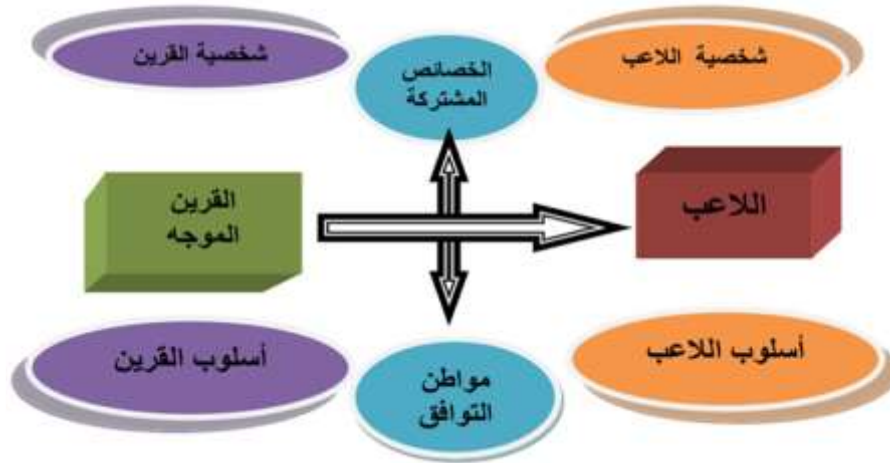 شخصية اللاعب
الخصائص
المشتركة
شخصية القرين
اللاعب
القرين
الموجه
أسلوب اللاعب
مواطن
التوافق
أسلوب القرين